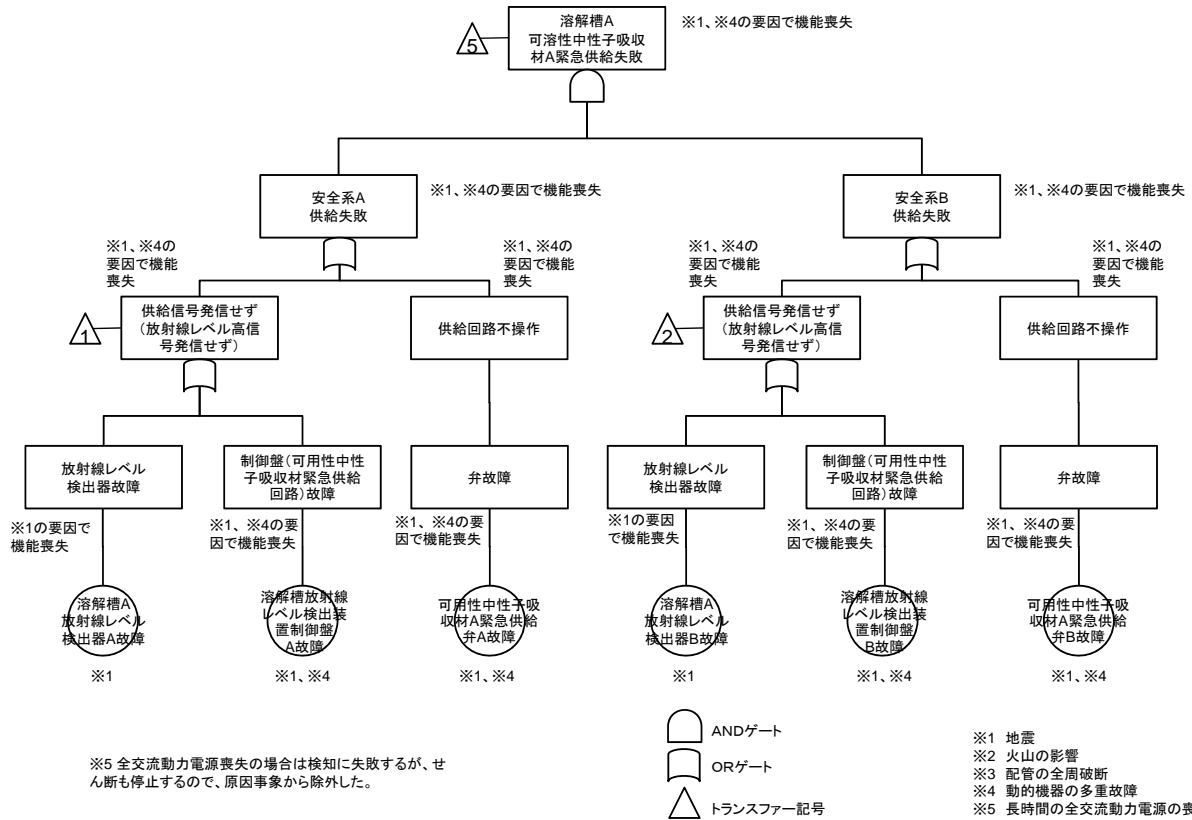 溶解槽A
可溶性中性子吸収
材A緊急供給失敗
※1、※4の要因で機能喪失
5
安全系A
供給失敗
※1、※4の要因で機能喪失
安全系B
供給失敗
※1、※4の要因で機能喪失
※1、※4の
要因で機能
喪失
※1、※4の
要因で機能
喪失
※1、※4の
要因で機能
喪失
※1、※4の
要因で機能
喪失
1
供給信号発信せず
(放射線レベル高信
号発信せず)
供給回路不操作
2
供給信号発信せず
(放射線レベル高信
号発信せず)
供給回路不操作
放射線レベル
検出器故障
制御盤(可用性中性
子吸収材緊急供給
回路)故障
弁故障
放射線レベル
検出器故障
制御盤(可用性中性
子吸収材緊急供給
回路)故障
弁故障
※1の要因で
機能喪失
※1、※4の要
因で機能喪失
※1、※4の要
因で機能喪失
※1の要因
で機能喪失
※1、※4の要
因で機能喪失
※1、※4の要
因で機能喪失
溶解槽A
放射線レベル
検出器A故障
溶解槽放射線
レベル検出装
置制御盤
A故障
可用性中性子吸
収材A緊急供給
弁A故障
溶解槽A
放射線レベル
検出器B故障
溶解槽放射線
レベル検出装
置制御盤
B故障
可用性中性子吸
収材A緊急供給
弁B故障
※1
※1、※4
※1、※4
※1
※1、※4
※1、※4
※5 全交流動力電源喪失の場合は検知に失敗するが、せ
ん断も停止するので、原因事象から除外した。
ANDゲート
ORゲート
トランスファー記号
※1 地震
※2 火山の影響
※3 配管の全周破断
※4 動的機器の多重故障
※5 長時間の全交流動力電源の喪